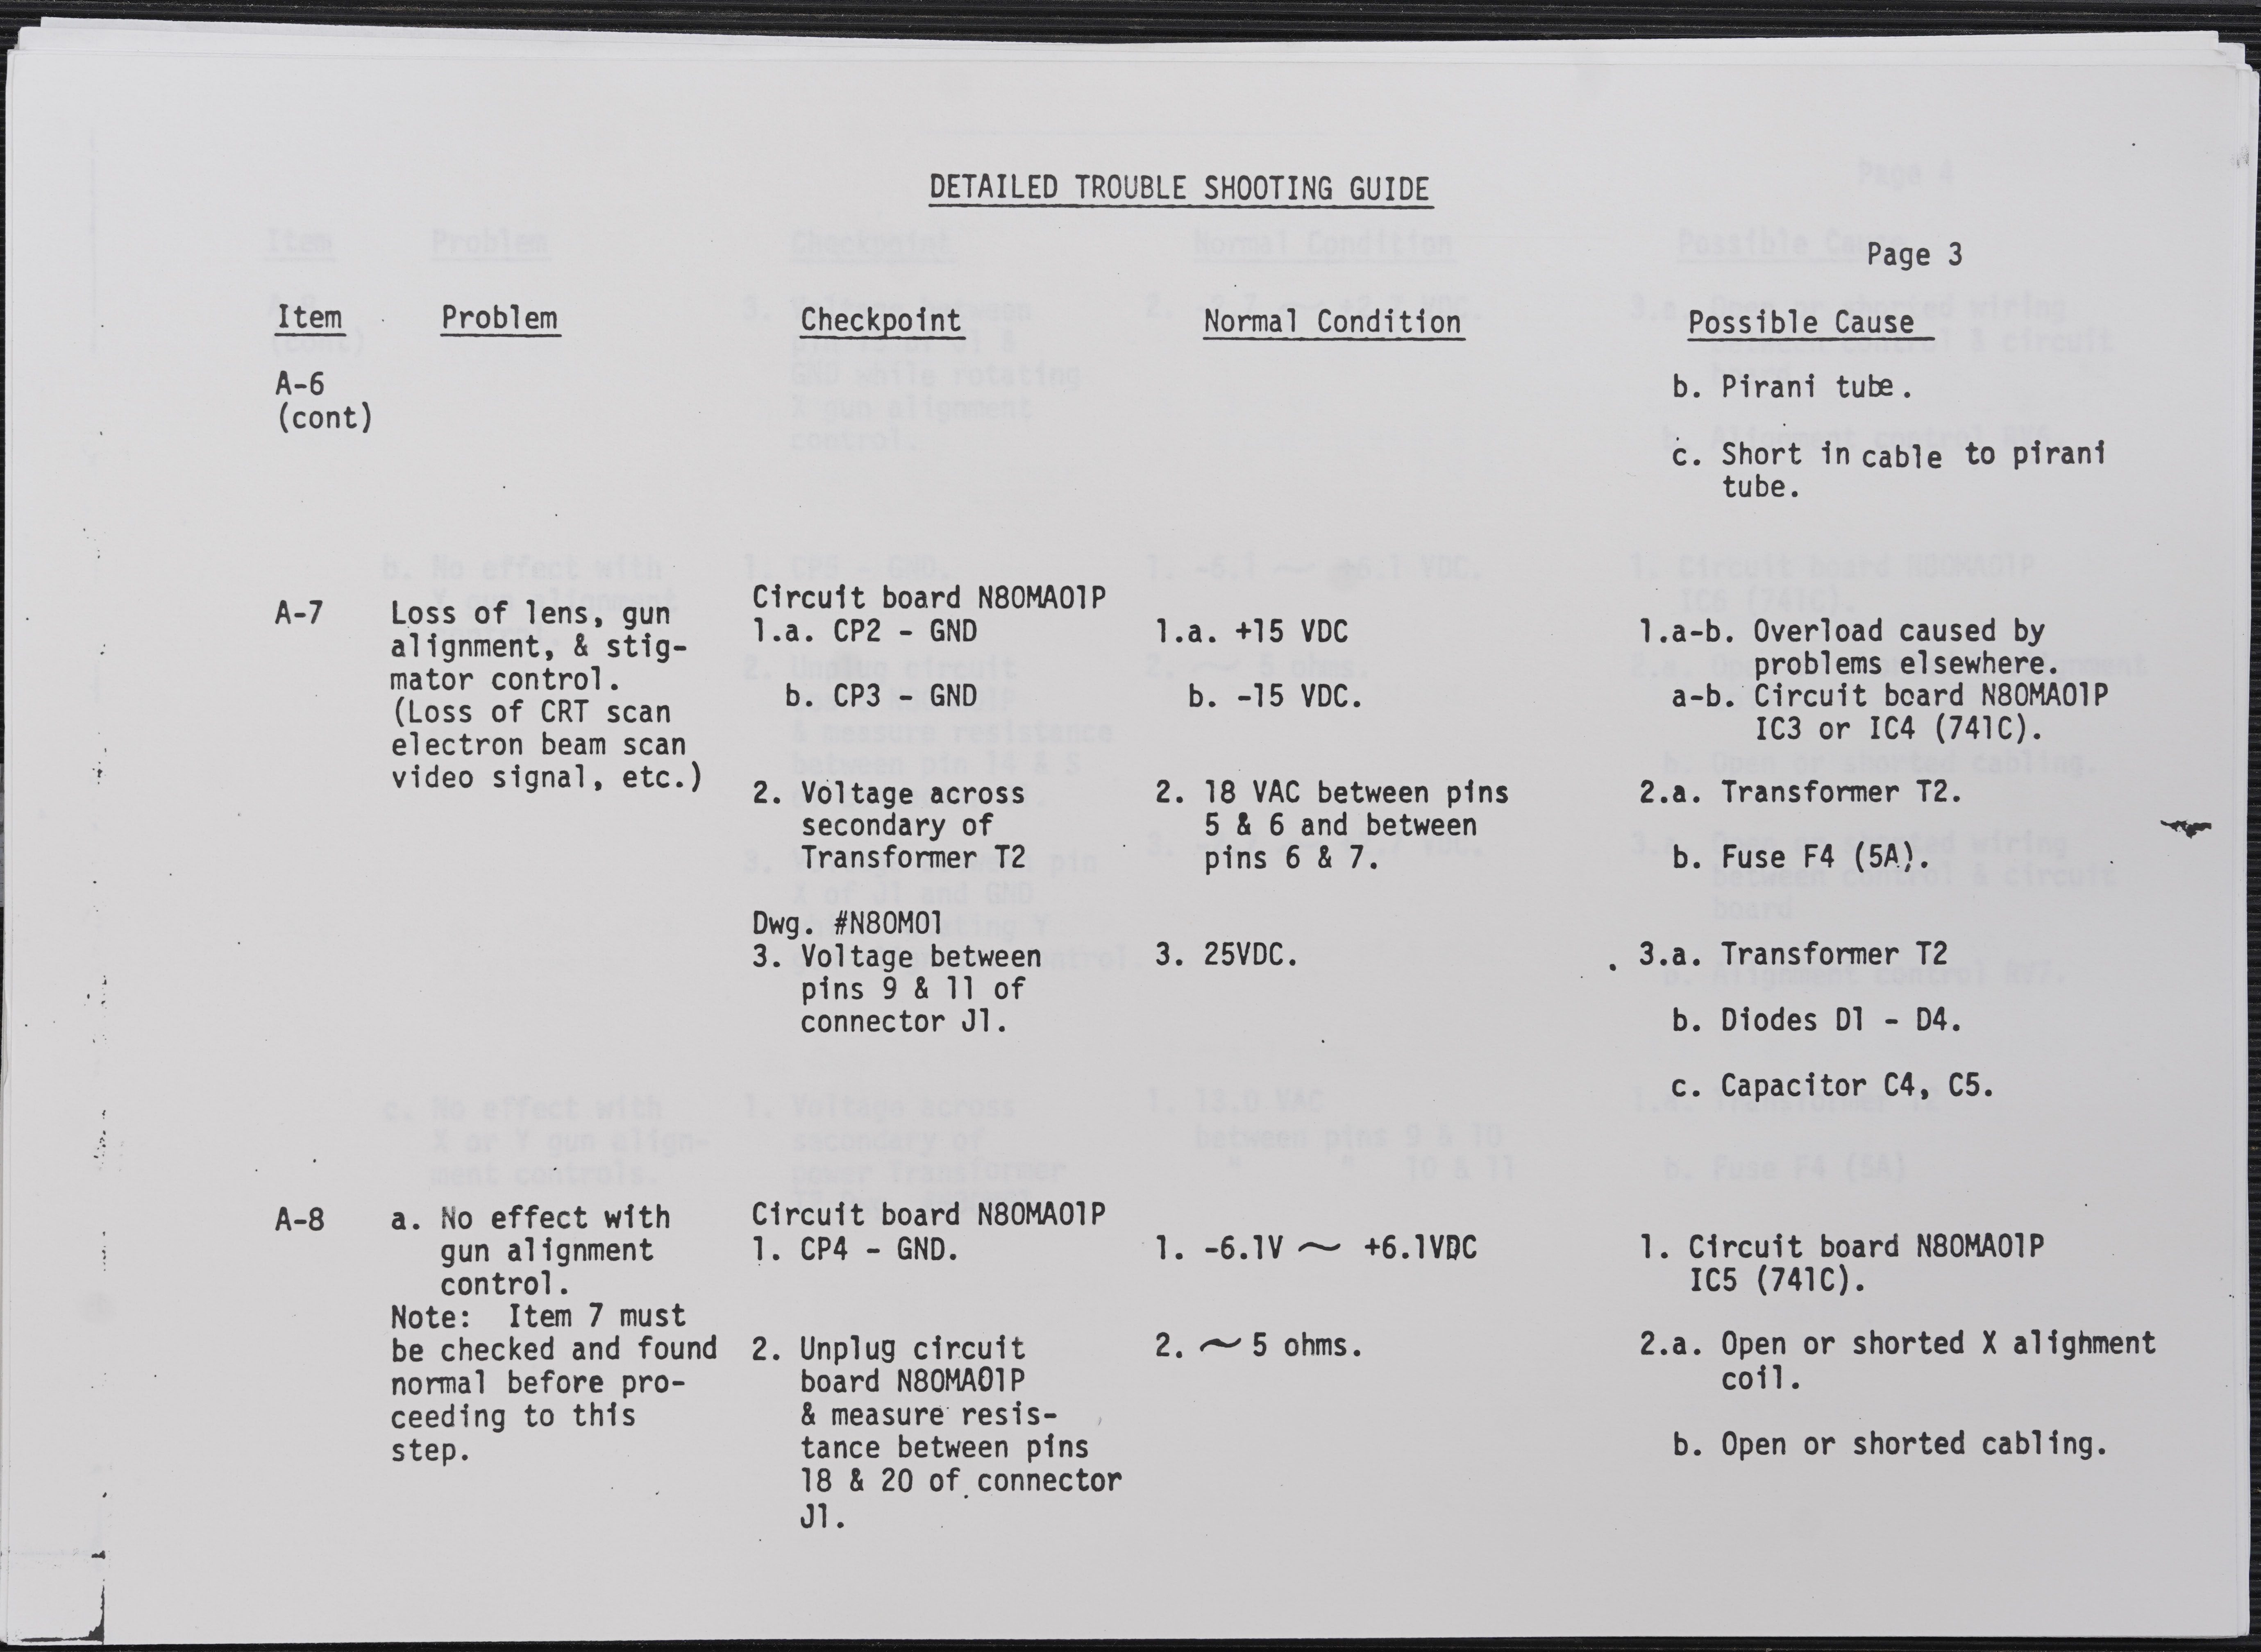 DETAILED TROUBLE SHOOTING GUIDE
Page 3
Item Problem Checkpoint Normal Condition Possible Cause
A-6
(cont)
b. Pirani tube.
c. Short in cable to pirani
tube.
A-7
Loss of lens, gun
alignment, & stig-
mator control.
(Loss of CRT scan
electron beam scan
video signal, etc.)
Circuit board N80MA01P
1.a. CP2 - GND
b. CP3 - GND
2. Voltage across
secondary of
Transformer T2
Dwg. #N80M01
3. Voltage between
pins 9 & 11 of
connector J1.
1.a. +15 VDC
b. -15 VDC.
2. 18 VAC between pins
5 & 6 and between
pins 6 & 7.
3. 25VDC.
1.a-b. Overload caused by
problems elsewhere.
a-b. Circuit board N80MA01P
IC3 or IC4 (741C).
2.a. Transformer T2.
b. Fuse F4 (5A).
3.a. Transformer T2
b. Diodes D1 - D4.
c. Capacitor C4, C5.
A-8
a. No effect with
gun alignment
control.
Note: Item 7 must
be checked and found
normal before pro-
ceeding to this
step.
Circuit board N80MA01P
1. CP4 - GND.
2. Unplug circuit
board N80MA01P
& measure resis-
tance between pins
18 & 20 of connector
J1.
1. -6.1V ~ +6.1VDC
2. ~ 5 ohms.
1. Circuit board N80MA01P
IC5 (741C).
2.a. Open or shorted X alighment
coil.
b. Open or shorted cabling.